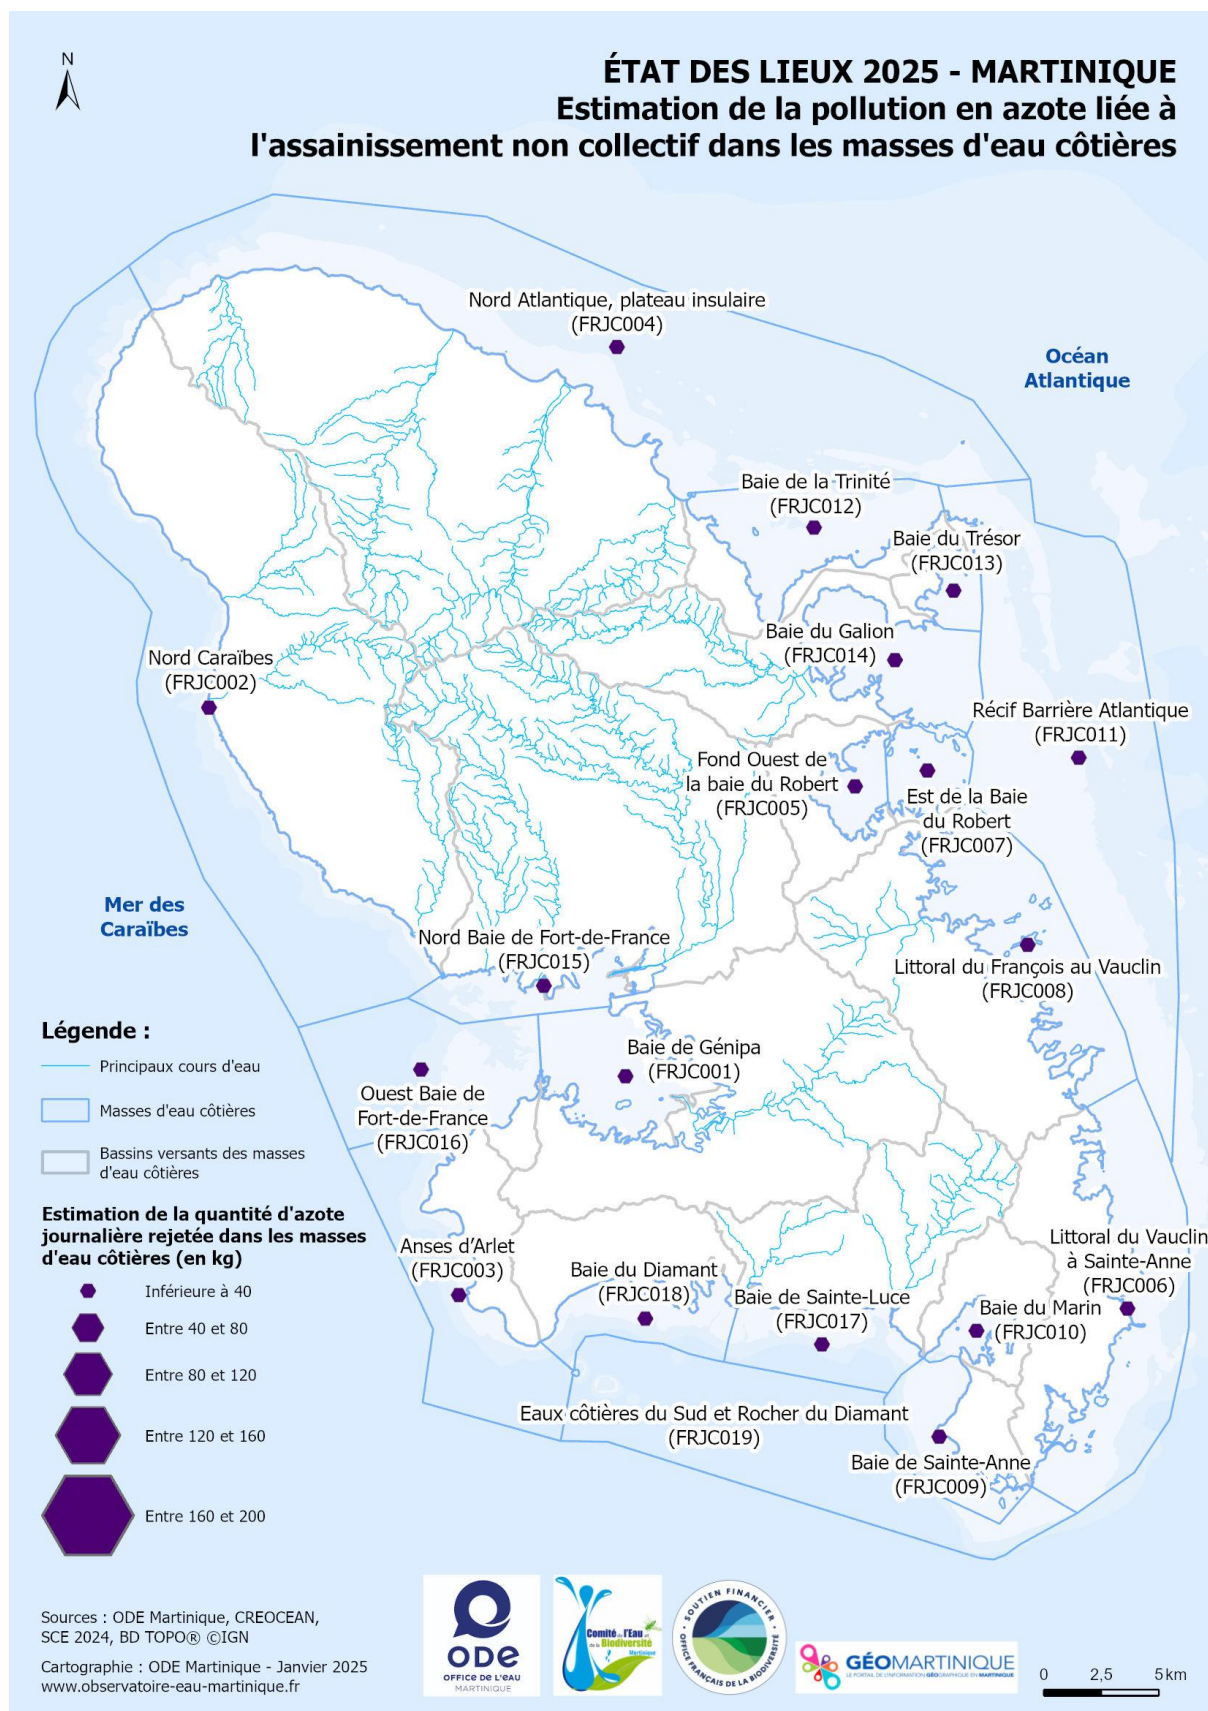 N
ÉTAT DES LIEUX 2025 - MARTINIQUE
Estimation de la pollution en azote liée à
l'assainissement non collectif dans les masses d'eau côtières
Nord Atlantique, plateau insulaire
(FRJC004)
Océan
Atlantique
Baie de la Trinité
(FRJC012)
Baie du Trésor
(FRJC013)
Baie du Galion
(FRJC014)
Nord Caraïbes
(FRJC002)
Récif Barrière Atlantique
(FRJC011)
Fond Ouest de
la baie du Robert
(FRJC005)
Est de la Baie
du Robert
(FRJC007)
Mer des
Caraïbes
Nord Baie de Fort-de-France
(FRJC015)
Littoral du François au Vauclin
(FRJC008)
Baie de Génipa
(FRJC001)
Ouest Baie de
Fort-de-France
(FRJC016)
Anses d'Arlet
(FRJC003)
Baie du Diamant
(FRJC018)
Baie de Sainte-Luce
(FRJC017)
Littoral du Vauclin
à Sainte-Anne
(FRJC006)
Baie du Marin
(FRJC010)
Eaux côtières du Sud et Rocher du Diamant
(FRJC019)
Baie de Sainte-Anne
(FRJC009)
Légende :
Principaux cours d'eau
Masses d'eau côtières
Bassins versants des masses
d'eau côtières
Estimation de la quantité d'azote
journalière rejetée dans les masses
d'eau côtières (en kg)
Inférieure à 40
Entre 40 et 80
Entre 80 et 120
Entre 120 et 160
Entre 160 et 200
Sources : ODE Martinique, CREOCEAN,
SCE 2024, BD TOPO® ©IGN
Cartographie : ODE Martinique - Janvier 2025
www.observatoire-eau-martinique.fr
ODE
OFFICE DE L'EAU
MARTINIQUE
Comité de l'Eau et
de la Biodiversité
Martinique
SOUTIEN FINANCIER
OFFICE FRANÇAIS DE LA BIODIVERSITÉ
GÉOMARTINIQUE
LE PORTAIL DE L'INFORMATION GÉOGRAPHIQUE EN MARTINIQUE
0 2,5 5 km